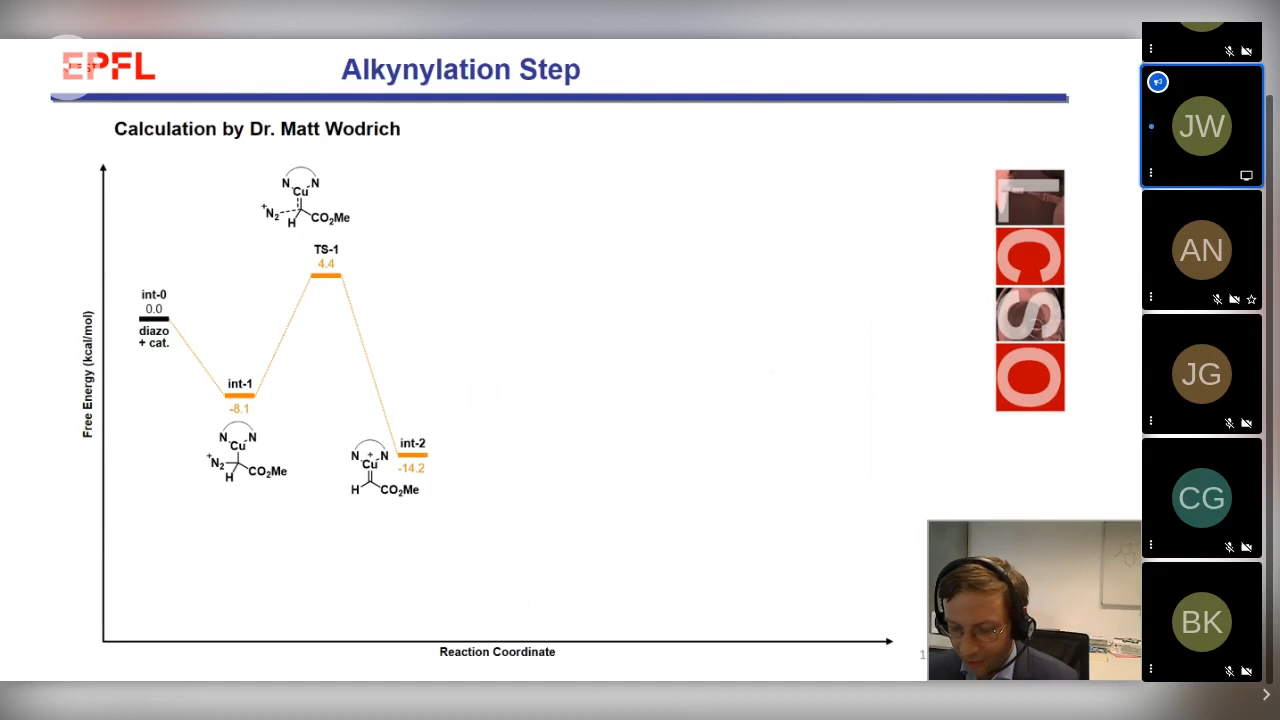 EPFL
Alkynylation Step
Calculation by Dr. Matt Wodrich
N N
Cu
+
N2
H
CO2Me
TS-1
4.4
int-0
0.0
diazo
+ cat.
int-1
-8.1
N N
Cu
+
N2
H
CO2Me
int-2
-14.2
N + N
Cu
H
CO2Me
Free Energy (kcal/mol)
Reaction Coordinate
L
C
S
O
1
JW
AN
JG
CG
BK